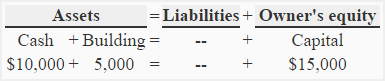 Assets = Liabilities + Owner's equity
Cash + Building = -- + Capital
$10,000 + 5,000 = -- + $15,000